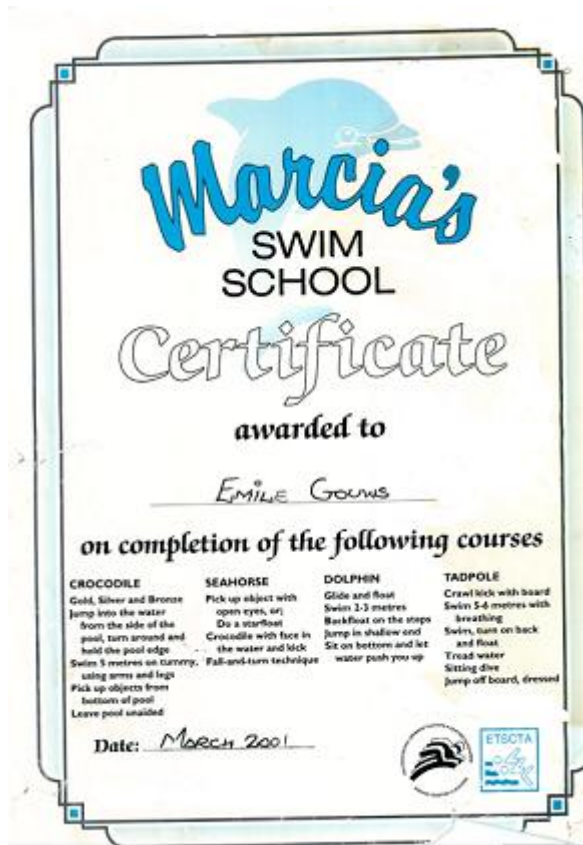 Marcia's
SWIM
SCHOOL
Certificate
awarded to
EMILE GOUWS
on completion of the following courses
CROCODILE
Gold, Silver and Bronze
Jump into the water
from the side of the
pool, turn around and
hold the pool edge
Swim 5 metres on tummy,
using arms and legs
Pick up objects from
bottom of pool
Leave pool unaided
SEAHORSE
Pick up object with
open eyes, or;
Do a starfloat
Crocodile with face in
the water and kick
Fall-and-turn technique
DOLPHIN
Glide and float
Swim 2-3 metres
Backfloat on the steps
Jump in shallow end
Sit on bottom and let
water push you up
TADPOLE
Crawl kick with board
Swim 5-6 metres with
breathing
Swim, turn on back
and float
Tread water
Sitting dive
Jump off board, dressed
Date: MARCH 2001
ETSCTA